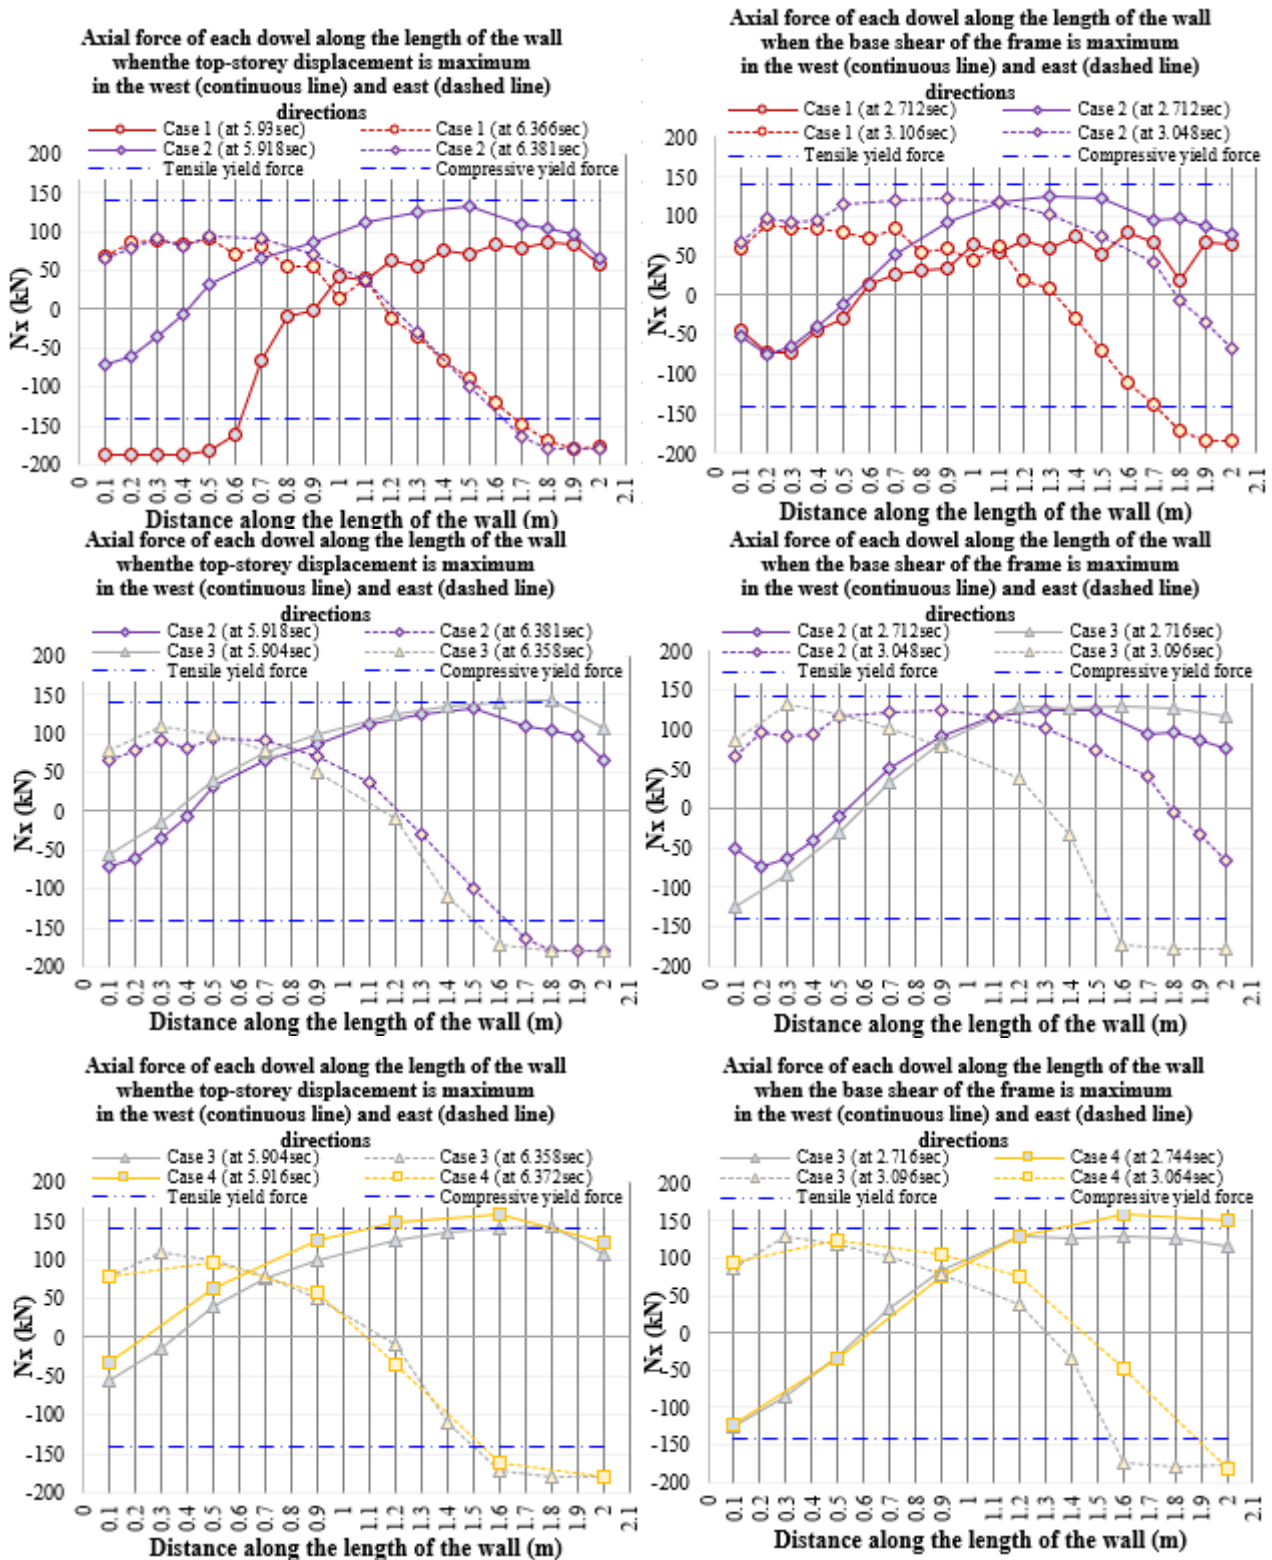 Axial force of each dowel along the length of the wall
whenthe top-storey displacement is maximum
in the west (continuous line) and east (dashed line)
directions
Case 1 (at 5.93sec) Case 1 (at 6.366sec)
Case 2 (at 5.918sec) Case 2 (at 6.381sec)
Tensile yield force Compressive yield force
200
150
100
50
0
-50
-100
-150
-200
Nx (kN)
0 0.1 0.2 0.3 0.4 0.5 0.6 0.7 0.8 0.9 1 1.1 1.2 1.3 1.4 1.5 1.6 1.7 1.8 1.9 2 2.1
Distance along the length of the wall (m)
Axial force of each dowel along the length of the wall
when the base shear of the frame is maximum
in the west (continuous line) and east (dashed line)
directions
Case 1 (at 2.712sec) Case 2 (at 2.712sec)
Case 1 (at 3.106sec) Case 2 (at 3.048sec)
Tensile yield force Compressive yield force
200
150
100
50
0
-50
-100
-150
-200
Nx (kN)
0 0.1 0.2 0.3 0.4 0.5 0.6 0.7 0.8 0.9 1 1.1 1.2 1.3 1.4 1.5 1.6 1.7 1.8 1.9 2 2.1
Distance along the length of the wall (m)
Axial force of each dowel along the length of the wall
whenthe top-storey displacement is maximum
in the west (continuous line) and east (dashed line)
directions
Case 2 (at 5.918sec) Case 2 (at 6.381sec)
Case 3 (at 5.904sec) Case 3 (at 6.358sec)
Tensile yield force Compressive yield force
200
150
100
50
0
-50
-100
-150
-200
Nx (kN)
0 0.1 0.2 0.3 0.4 0.5 0.6 0.7 0.8 0.9 1 1.1 1.2 1.3 1.4 1.5 1.6 1.7 1.8 1.9 2 2.1
Distance along the length of the wall (m)
Axial force of each dowel along the length of the wall
when the base shear of the frame is maximum
in the west (continuous line) and east (dashed line)
directions
Case 2 (at 2.712sec) Case 3 (at 2.716sec)
Case 2 (at 3.048sec) Case 3 (at 3.096sec)
Tensile yield force Compressive yield force
200
150
100
50
0
-50
-100
-150
-200
Nx (kN)
0 0.1 0.2 0.3 0.4 0.5 0.6 0.7 0.8 0.9 1 1.1 1.2 1.3 1.4 1.5 1.6 1.7 1.8 1.9 2 2.1
Distance along the length of the wall (m)
Axial force of each dowel along the length of the wall
whenthe top-storey displacement is maximum
in the west (continuous line) and east (dashed line)
directions
Case 3 (at 5.904sec) Case 3 (at 6.358sec)
Case 4 (at 5.916sec) Case 4 (at 6.372sec)
Tensile yield force Compressive yield force
200
150
100
50
0
-50
-100
-150
-200
Nx (kN)
0 0.1 0.2 0.3 0.4 0.5 0.6 0.7 0.8 0.9 1 1.1 1.2 1.3 1.4 1.5 1.6 1.7 1.8 1.9 2 2.1
Distance along the length of the wall (m)
Axial force of each dowel along the length of the wall
when the base shear of the frame is maximum
in the west (continuous line) and east (dashed line)
directions
Case 3 (at 2.716sec) Case 4 (at 2.744sec)
Case 3 (at 3.096sec) Case 4 (at 3.064sec)
Tensile yield force Compressive yield force
200
150
100
50
0
-50
-100
-150
-200
Nx (kN)
0 0.1 0.2 0.3 0.4 0.5 0.6 0.7 0.8 0.9 1 1.1 1.2 1.3 1.4 1.5 1.6 1.7 1.8 1.9 2 2.1
Distance along the length of the wall (m)